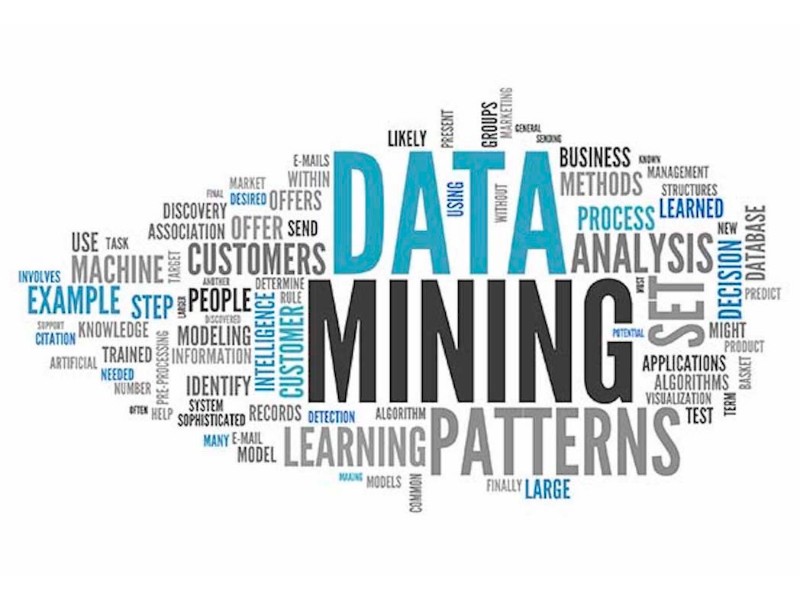 LIKELY
PRESENT
GROUPS
MARKETING
GENERAL
SENDING
E-MAILS
WITHIN
DATA
USING
WITHOUT
BUSINESS
KNOWN
METHODS
MANAGEMENT
STRUCTURES
MARKET
FINAL
DESIRED
OFFERS
DISCOVERY
ASSOCIATION
OFFER
SEND
PROCESS
LEARNED
NEW
DATABASE
USE
TASK
MACHINE
TARGET
CUSTOMERS
ANALYSIS
DECISION
PREDICT
INVOLVES
EXAMPLE
STEP
LARGER
ANOTHER
PEOPLE
DETERMINE
RULE
INTELLIGENCE
CUSTOMER
MINING
MUST
SET
POTENTIAL
MIGHT
PRODUCT
SUPPORT
CITATION
KNOWLEDGE
DISCOVERED
MODELING
INFORMATION
ARTIFICIAL
TRAINED
PRE-PROCESSING
NEEDED
NUMBER
IDENTIFY
APPLICATIONS
ALGORITHMS
BASKET
VISUALIZATION
TERM
TEST
OFTEN
HELP
SYSTEM
SOPHISTICATED
RECORDS
DETECTION
ALGORITHM
MANY
E-MAIL
MODEL
LEARNING
PATTERNS
MAKING
MODELS
COMMON
FINALLY
LARGE